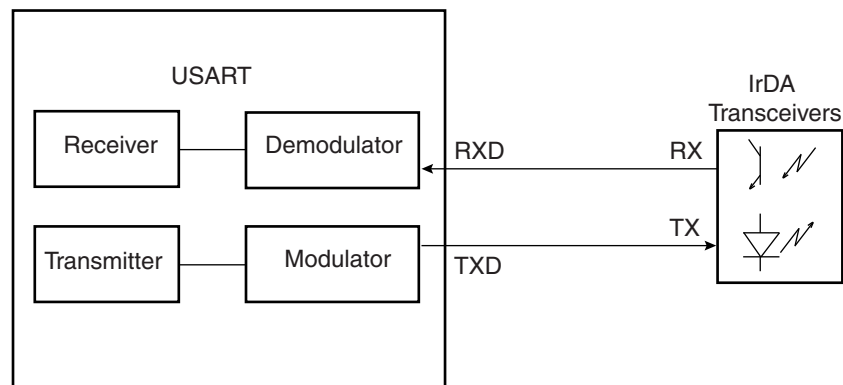 USART
IrDA
Transceivers
Receiver
Demodulator
RXD
RX
Transmitter
Modulator
TXD
TX